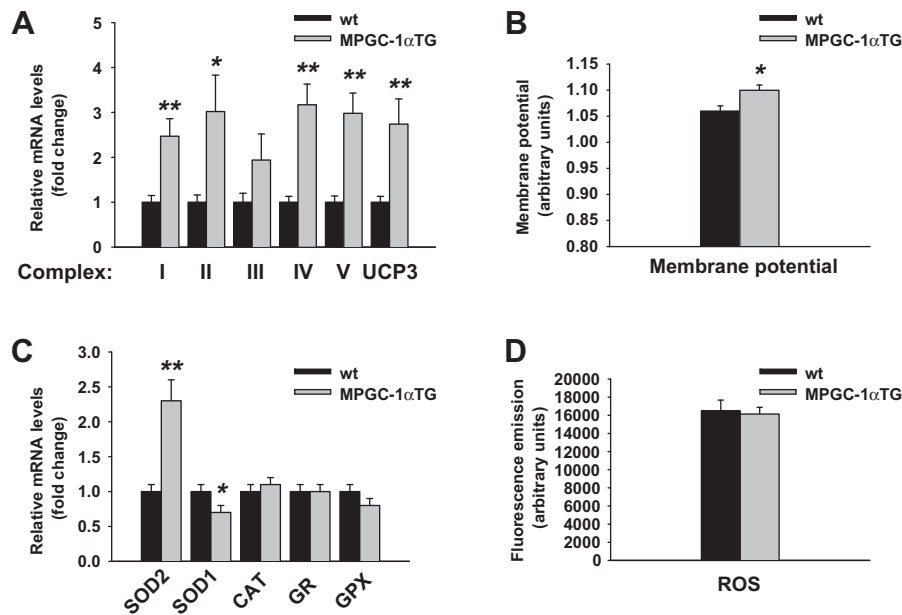 A
wt
MPGC-1αTG
Relative mRNA levels
(fold change)
5
4
3
2
1
0
** * ** ** **
Complex: I II III IV V UCP3
B
wt
MPGC-1αTG
Membrane potential
(arbitrary units)
1.15
1.10
1.05
1.00
0.95
0.90
0.85
0.80
*
Membrane potential
C
wt
MPGC-1αTG
Relative mRNA levels
(fold change)
3.0
2.5
2.0
1.5
1.0
0.5
0.0
** *
SOD2 SOD1 CAT GR GPX
D
wt
MPGC-1αTG
Fluorescence emission
(arbitrary units)
20000
18000
16000
14000
12000
10000
8000
6000
4000
2000
0
ROS